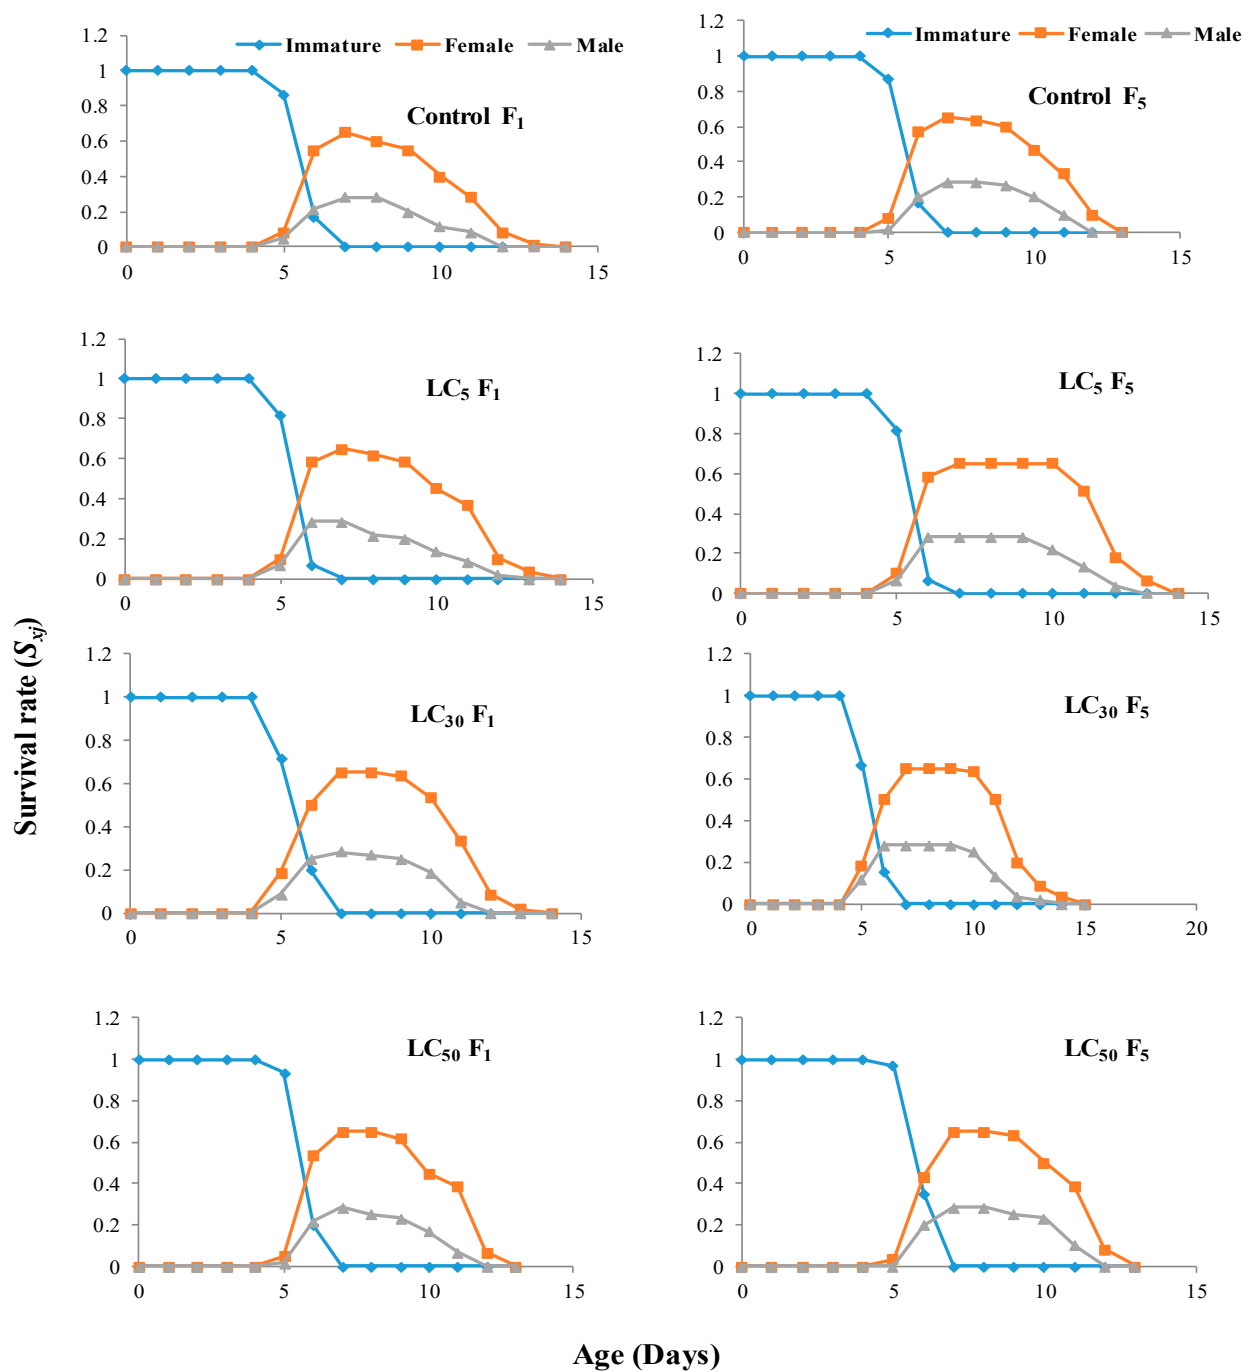 Immature Female Male
Control F₁
1.2
1
0.8
0.6
0.4
0.2
0
0 5 10 15
Immature Female Male
Control F₅
1.2
1
0.8
0.6
0.4
0.2
0
0 5 10 15
LC₅ F₁
1.2
1
0.8
0.6
0.4
0.2
0
0 5 10 15
LC₅ F₅
1.2
1
0.8
0.6
0.4
0.2
0
0 5 10 15
Survival rate (Sxj)
LC₃₀ F₁
1.2
1
0.8
0.6
0.4
0.2
0
0 5 10 15
LC₃₀ F₅
1.2
1
0.8
0.6
0.4
0.2
0
0 5 10 15 20
LC₅₀ F₁
1.2
1
0.8
0.6
0.4
0.2
0
0 5 10 15
LC₅₀ F₅
1.2
1
0.8
0.6
0.4
0.2
0
0 5 10 15
Age (Days)